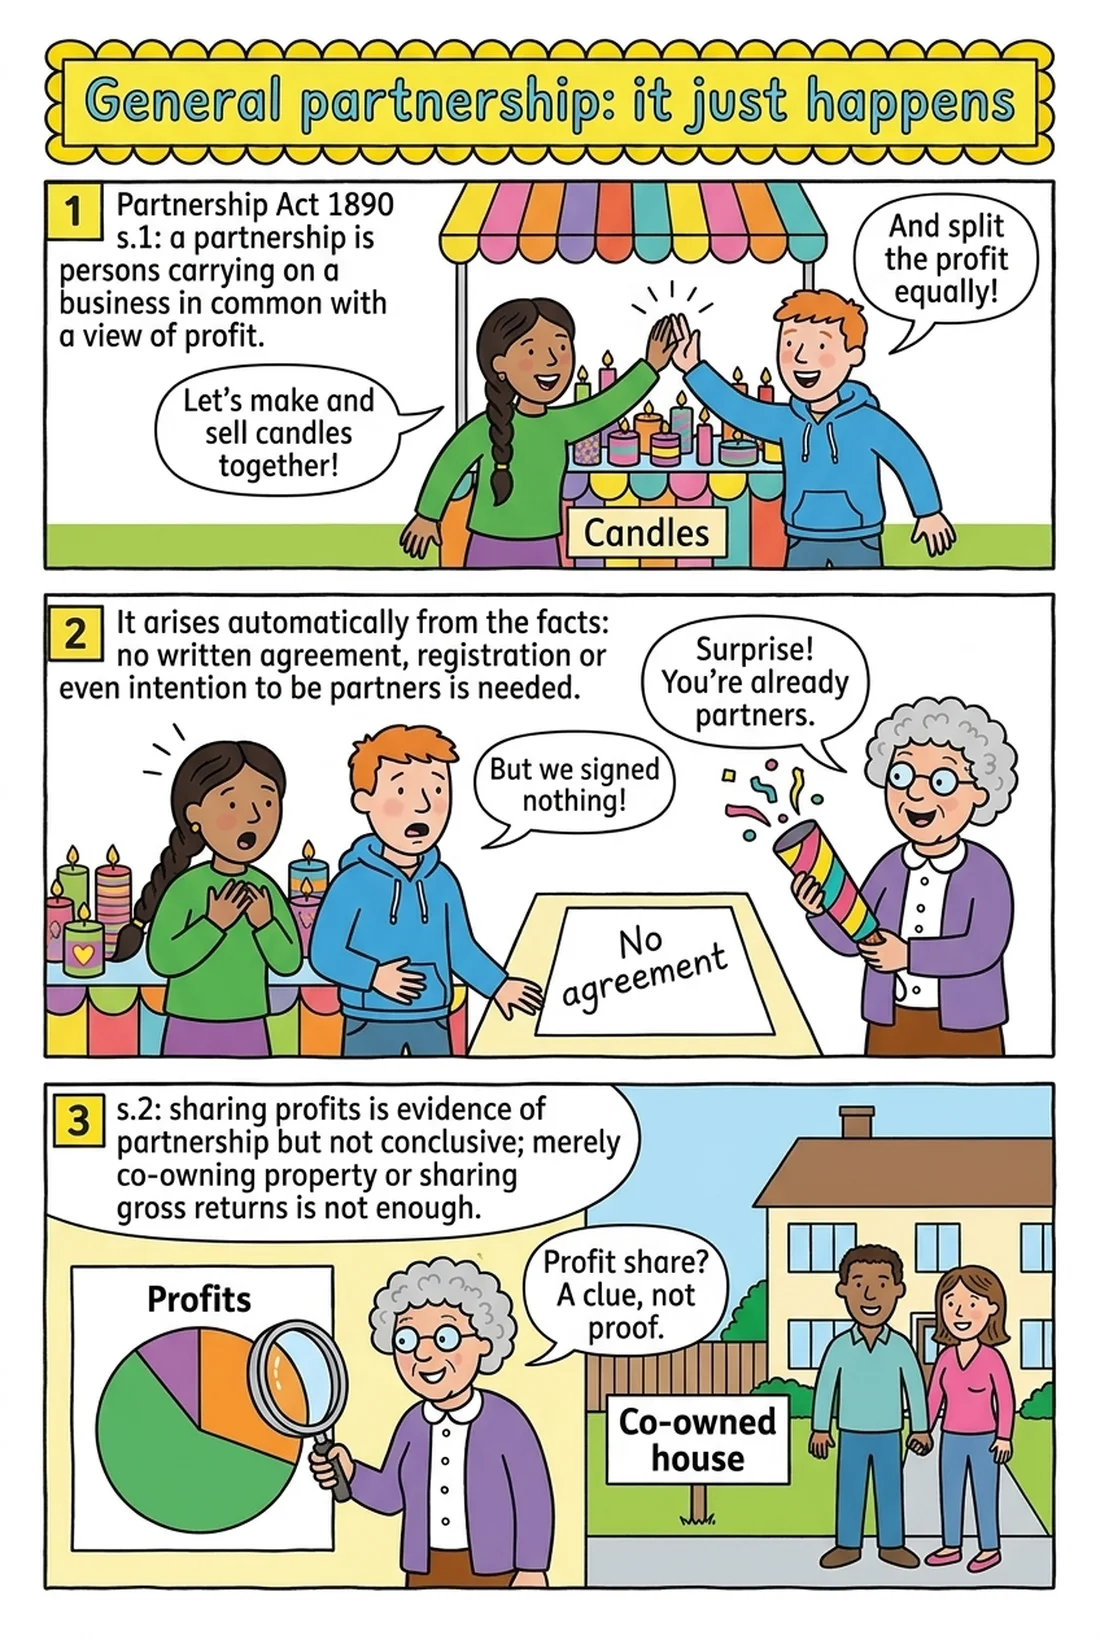 General partnership: it just happens
1
Partnership Act 1890
s.1: a partnership is
persons carrying on a
business in common with
a view of profit.
And split
the profit
equally!
Let's make and
sell candles
together!
Candles
2
It arises automatically from the facts:
no written agreement, registration or
even intention to be partners is needed.
Surprise!
You're already
partners.
But we signed
nothing!
No
agreement
3
s.2: sharing profits is evidence of
partnership but not conclusive; merely
co-owning property or sharing
gross returns is not enough.
Profits
Profit share?
A clue, not
proof.
Co-owned
house